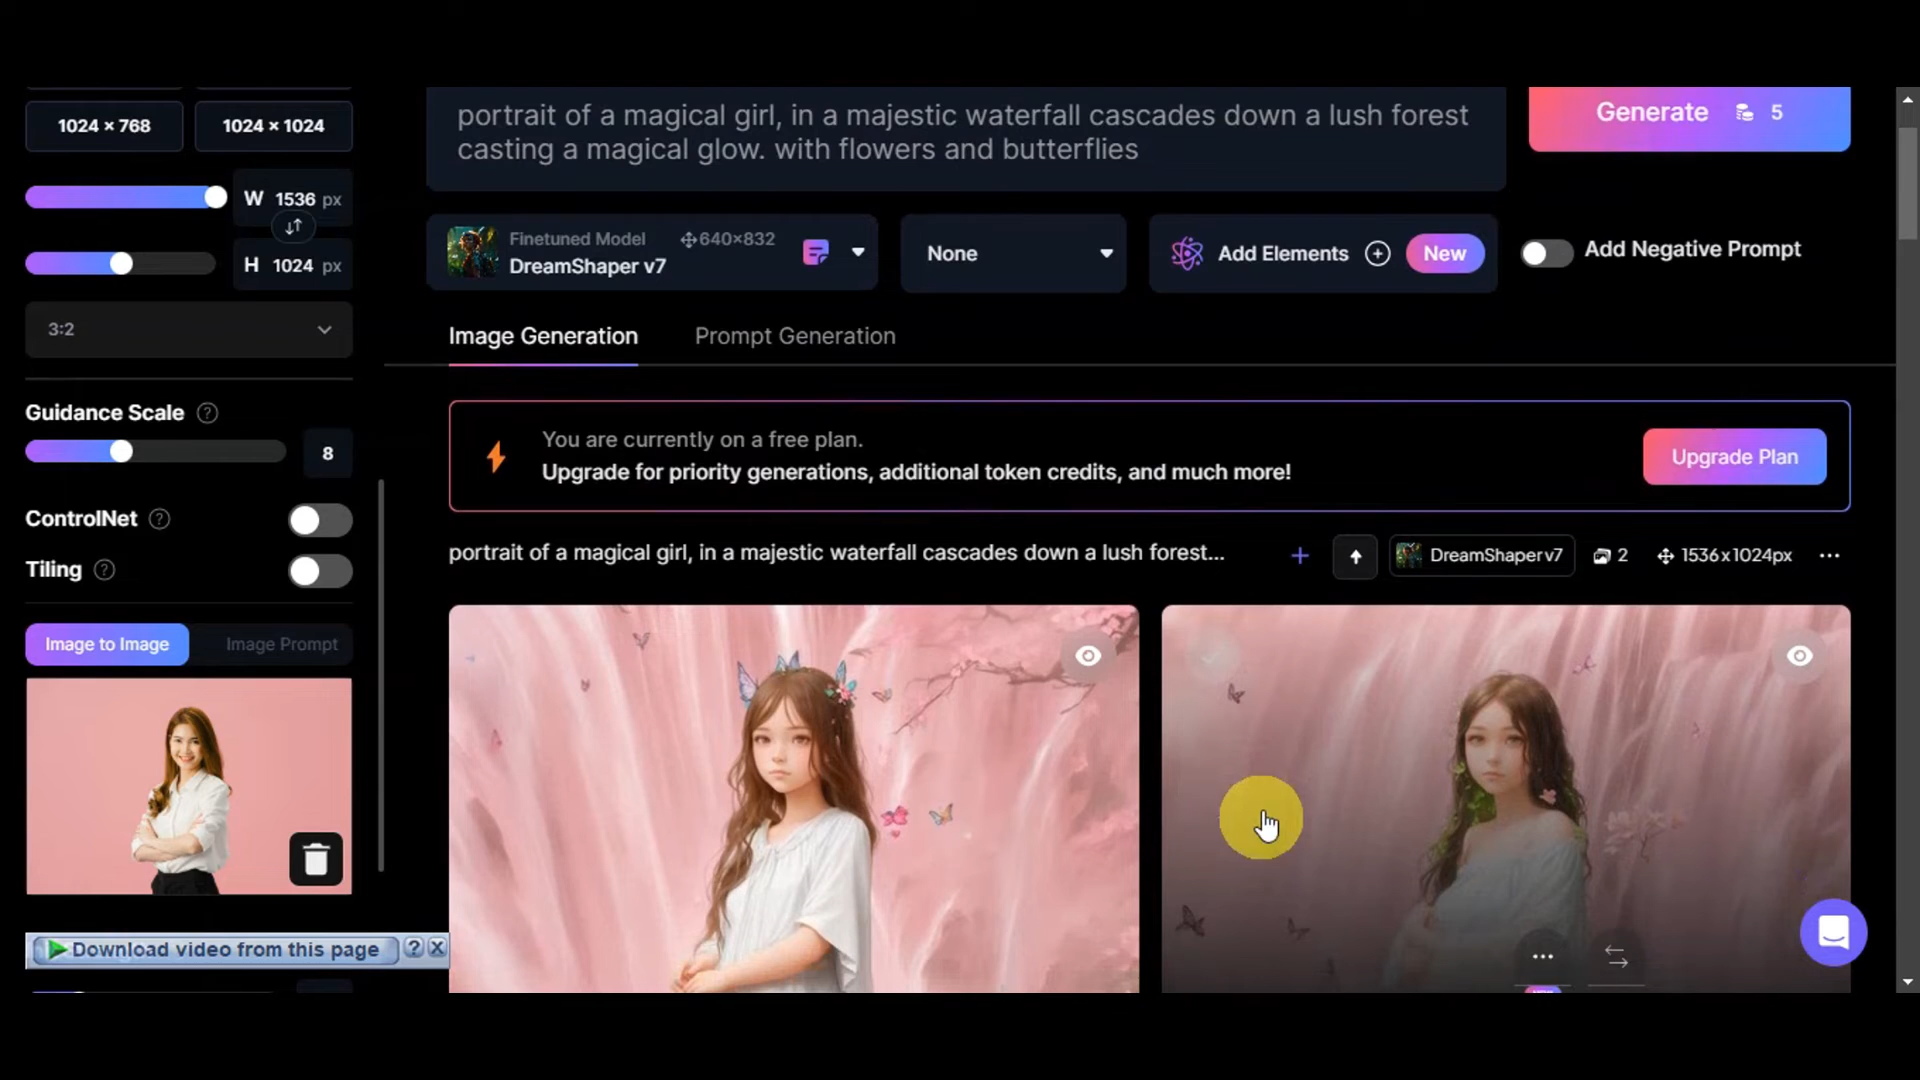 1024 × 768
1024 × 1024
W 1536 px
H 1024 px
3:2
Guidance Scale ?
8
ControlNet ?
Tiling ?
Image to Image
Image Prompt
Download video from this page ? X
portrait of a magical girl, in a majestic waterfall cascades down a lush forest
casting a magical glow. with flowers and butterflies
Generate 5
Finetuned Model 640×832
DreamShaper v7
None
Add Elements
New
Add Negative Prompt
Image Generation
Prompt Generation
You are currently on a free plan.
Upgrade for priority generations, additional token credits, and much more!
Upgrade Plan
portrait of a magical girl, in a majestic waterfall cascades down a lush forest...
DreamShaper v7
2
1536x1024px